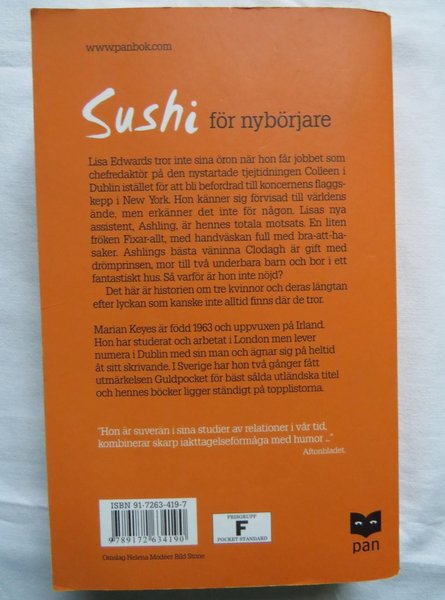 www.panbok.com
Sushi för nybörjare
Lisa Edwards tror inte sina öron när hon får jobbet som
chefredaktör på den nystartade tjejtidningen Colleen i
Dublin istället för att bli befordrad till koncernens flaggs-
kepp i New York. Hon känner sig förvisad till världens
ände, men erkänner det inte för någon. Lisas nya
assistent, Ashling, är hennes totala motsats. En liten
fröken Fixar-allt, med handväskan full med bra-att-ha-
saker. Ashlings bästa väninna Clodagh är gift med
drömprinsen, mor till två underbara barn och bor i ett
fantastiskt hus. Så varför är hon inte nöjd?
Det här är historien om tre kvinnor och deras längtan
efter lyckan som kanske inte alltid finns där de tror.
Marian Keyes är född 1963 och uppvuxen på Irland.
Hon har studerat och arbetat i London men lever
numera i Dublin med sin man och ägnar sig på heltid
åt sitt skrivande. I Sverige har hon två gånger fått
utmärkelsen Guldpocket för bäst sålda utländska titel
och hennes böcker ligger ständigt på topplistorna.
"Hon är suverän i sina studier av relationer i vår tid,
kombinerar skarp iakttagelseförmåga med humor ..."
Aftonbladet.
ISBN 91-7263-419-7
9 789172 634190
PRISGRUPP
F
POCKET STANDARD
pan
Omslag Helena Modéer Bild Stone